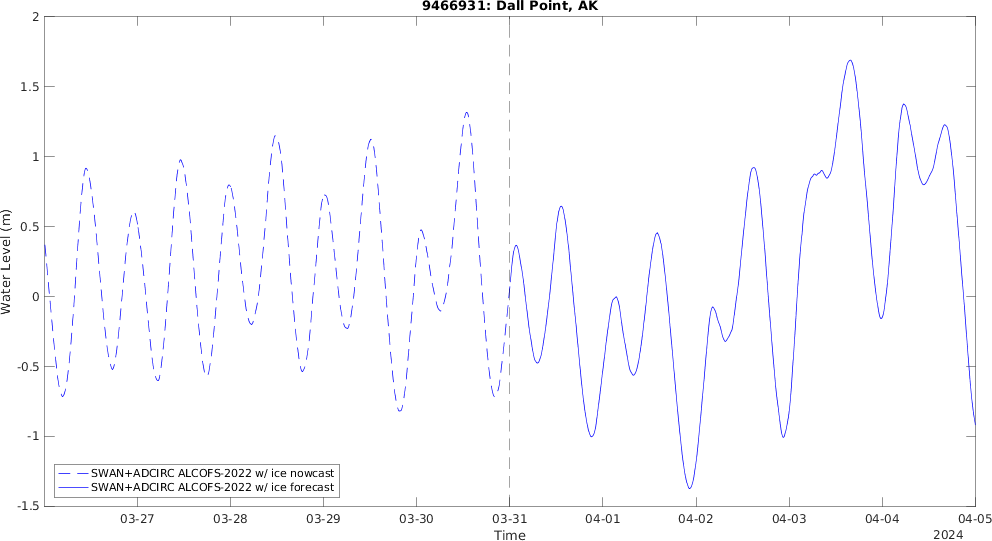 9466931: Dall Point, AK
Water Level (m)
2
1.5
1
0.5
0
-0.5
-1
-1.5
SWAN+ADCIRC ALCOFS-2022 w/ ice nowcast
SWAN+ADCIRC ALCOFS-2022 w/ ice forecast
03-27 03-28 03-29 03-30 03-31 04-01 04-02 04-03 04-04 04-05
Time
2024